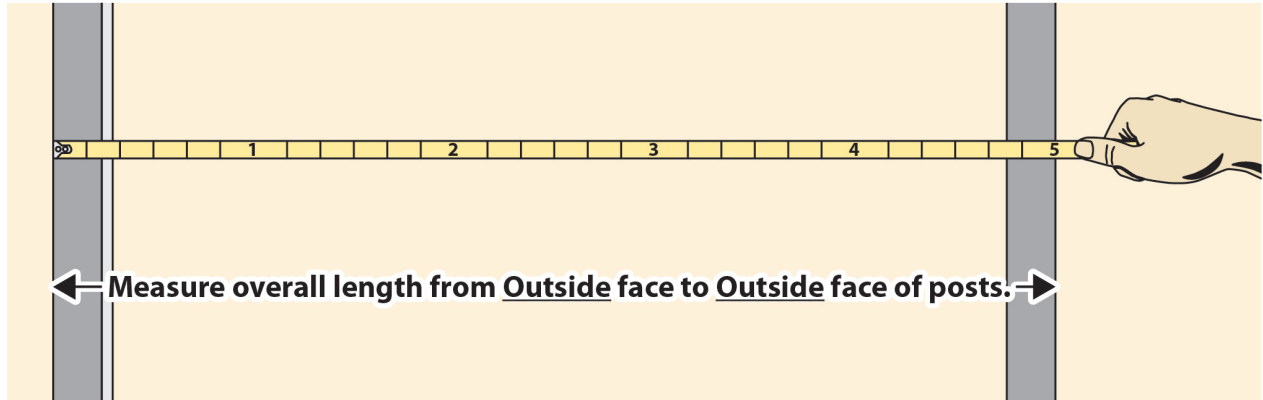 1 2 3 4 5
Measure overall length from Outside face to Outside face of posts.